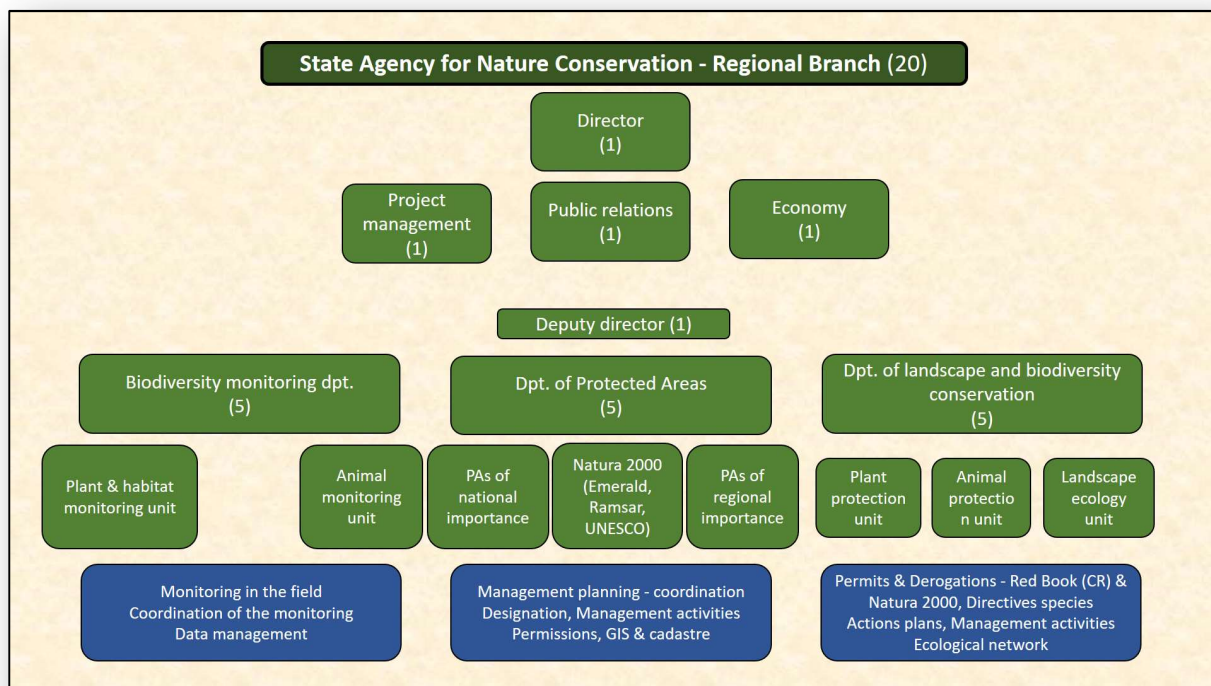 State Agency for Nature Conservation - Regional Branch (20)
Director
(1)
Project
management
(1)
Public relations
(1)
Economy
(1)
Deputy director (1)
Biodiversity monitoring dpt.
(5)
Dpt. of Protected Areas
(5)
Dpt. of landscape and biodiversity
conservation
(5)
Plant & habitat
monitoring unit
Animal
monitoring
unit
PAs of
national
importance
Natura 2000
(Emerald,
Ramsar,
UNESCO)
PAs of
regional
importance
Plant
protection
unit
Animal
protectio
n unit
Landscape
ecology
unit
Monitoring in the field
Coordination of the monitoring
Data management
Management planning - coordination
Designation, Management activities
Permissions, GIS & cadastre
Permits & Derogations - Red Book (CR) &
Natura 2000, Directives species
Actions plans, Management activities
Ecological network